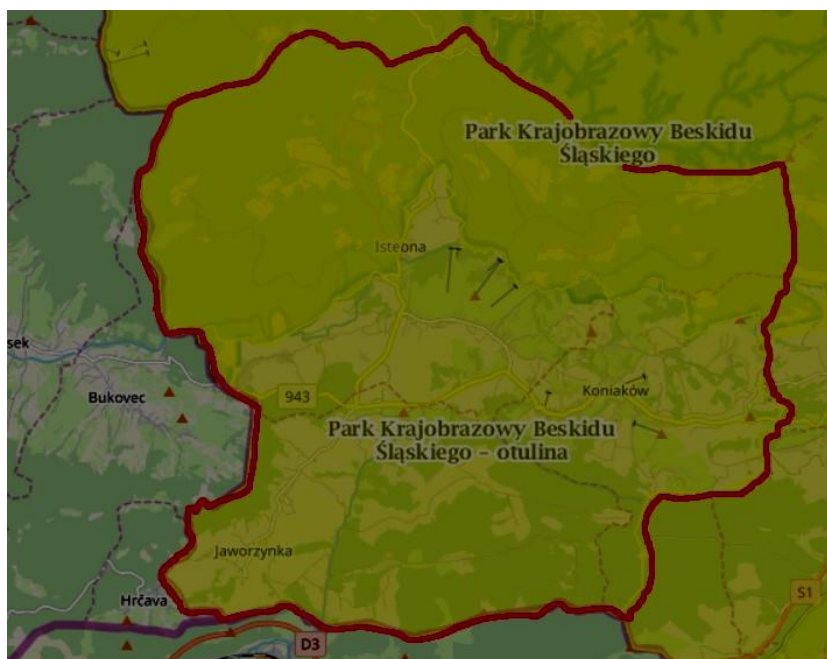 Park Krajobrazowy Beskidu
Śląskiego
Istebna
sek
Bukovec
943
Koniaków
Park Krajobrazowy Beskidu
Śląskiego – otulina
Jaworzynka
Hrčava
D3
S1